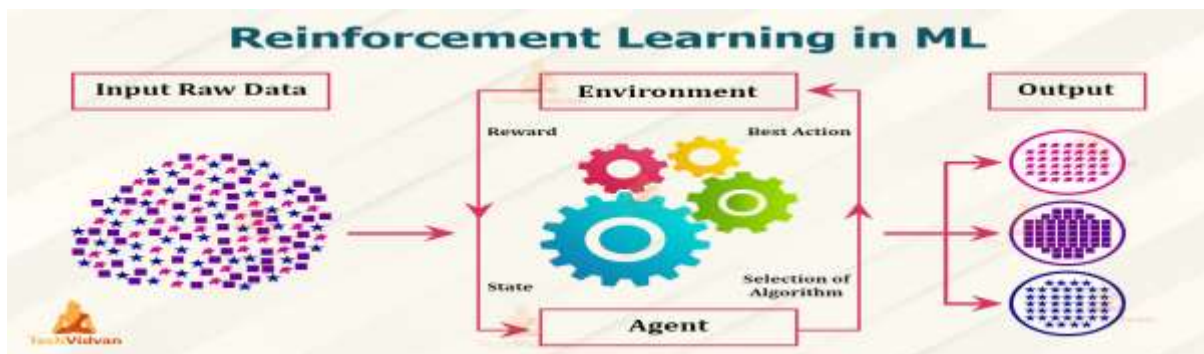 Reinforcement Learning in ML
Input Raw Data
Environment
Output
Reward
Best Action
State
Selection of
Algorithm
Agent
TechVidvan